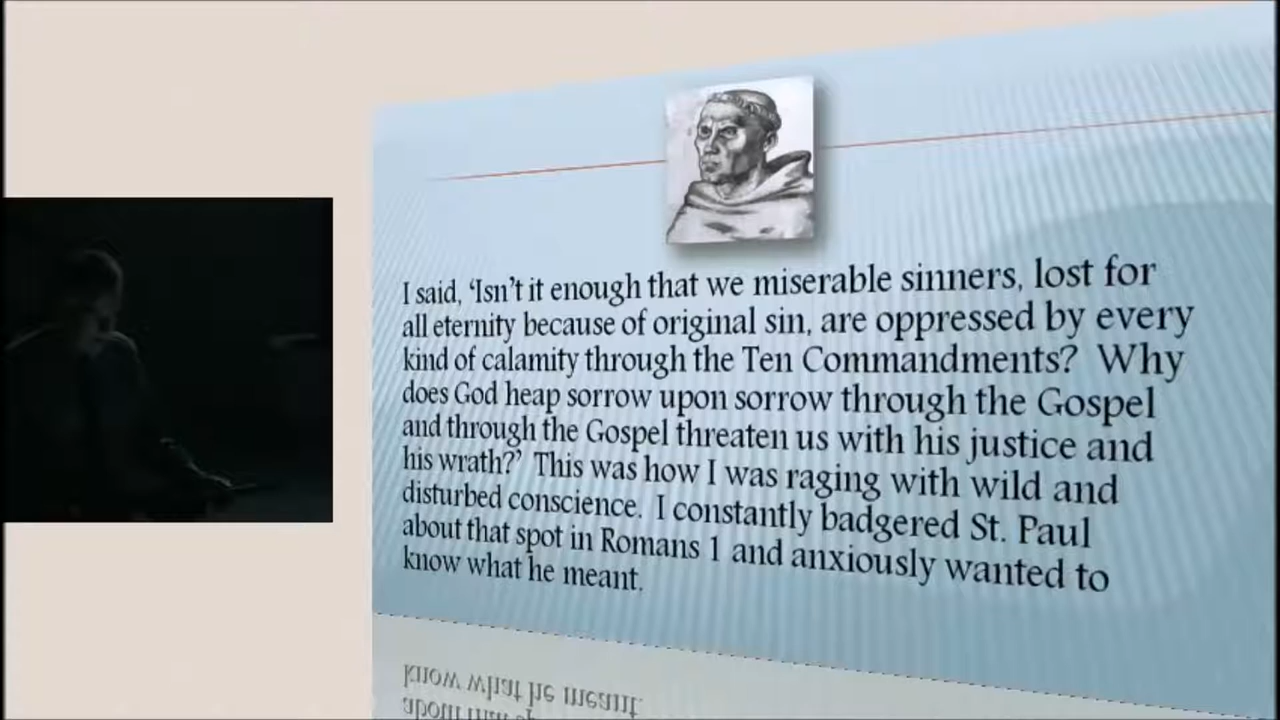 I said, ‘Isn’t it enough that we miserable sinners, lost for
all eternity because of original sin, are oppressed by every
kind of calamity through the Ten Commandments? Why
does God heap sorrow upon sorrow through the Gospel
and through the Gospel threaten us with his justice and
his wrath?’ This was how I was raging with wild and
disturbed conscience. I constantly badgered St. Paul
about that spot in Romans 1 and anxiously wanted to
know what he meant.
know what he meant.